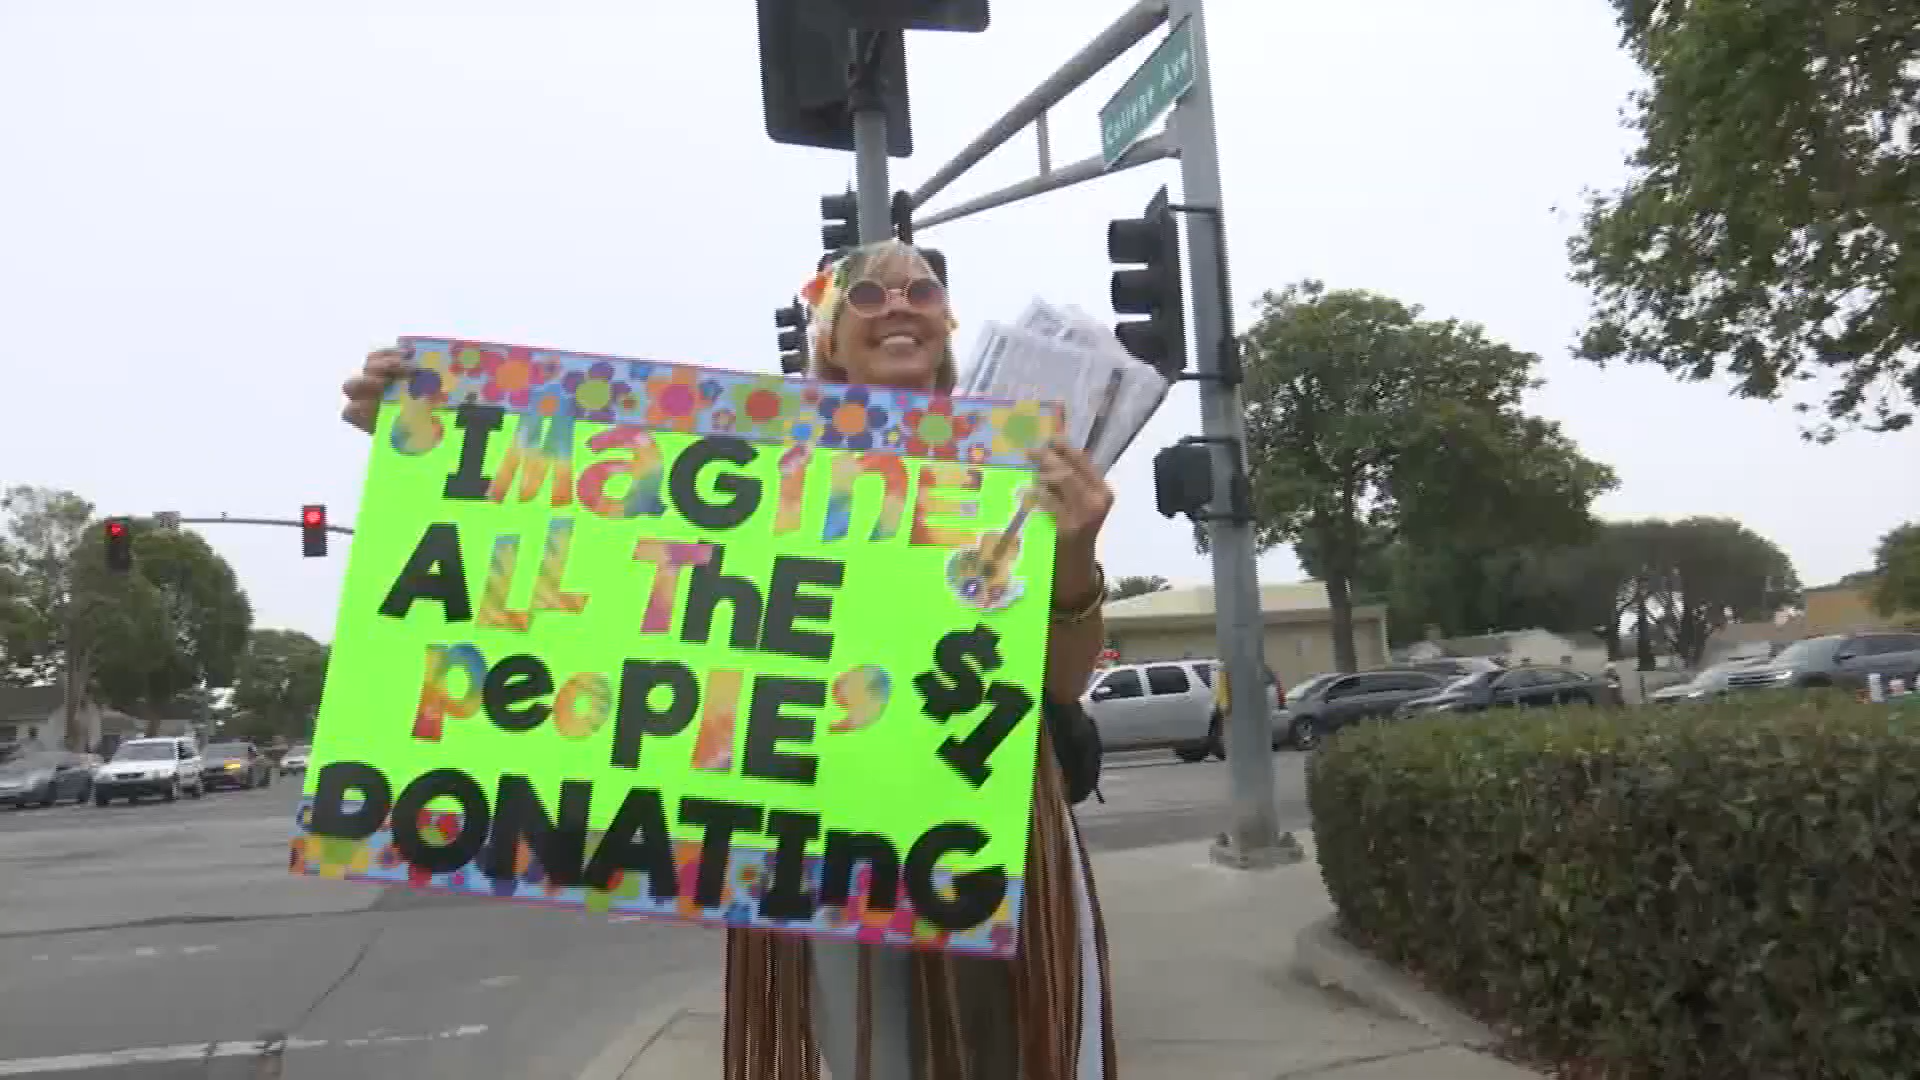 College Ave
IMaGinE
ALL ThE
PeoPlE'
$1
DONATInG